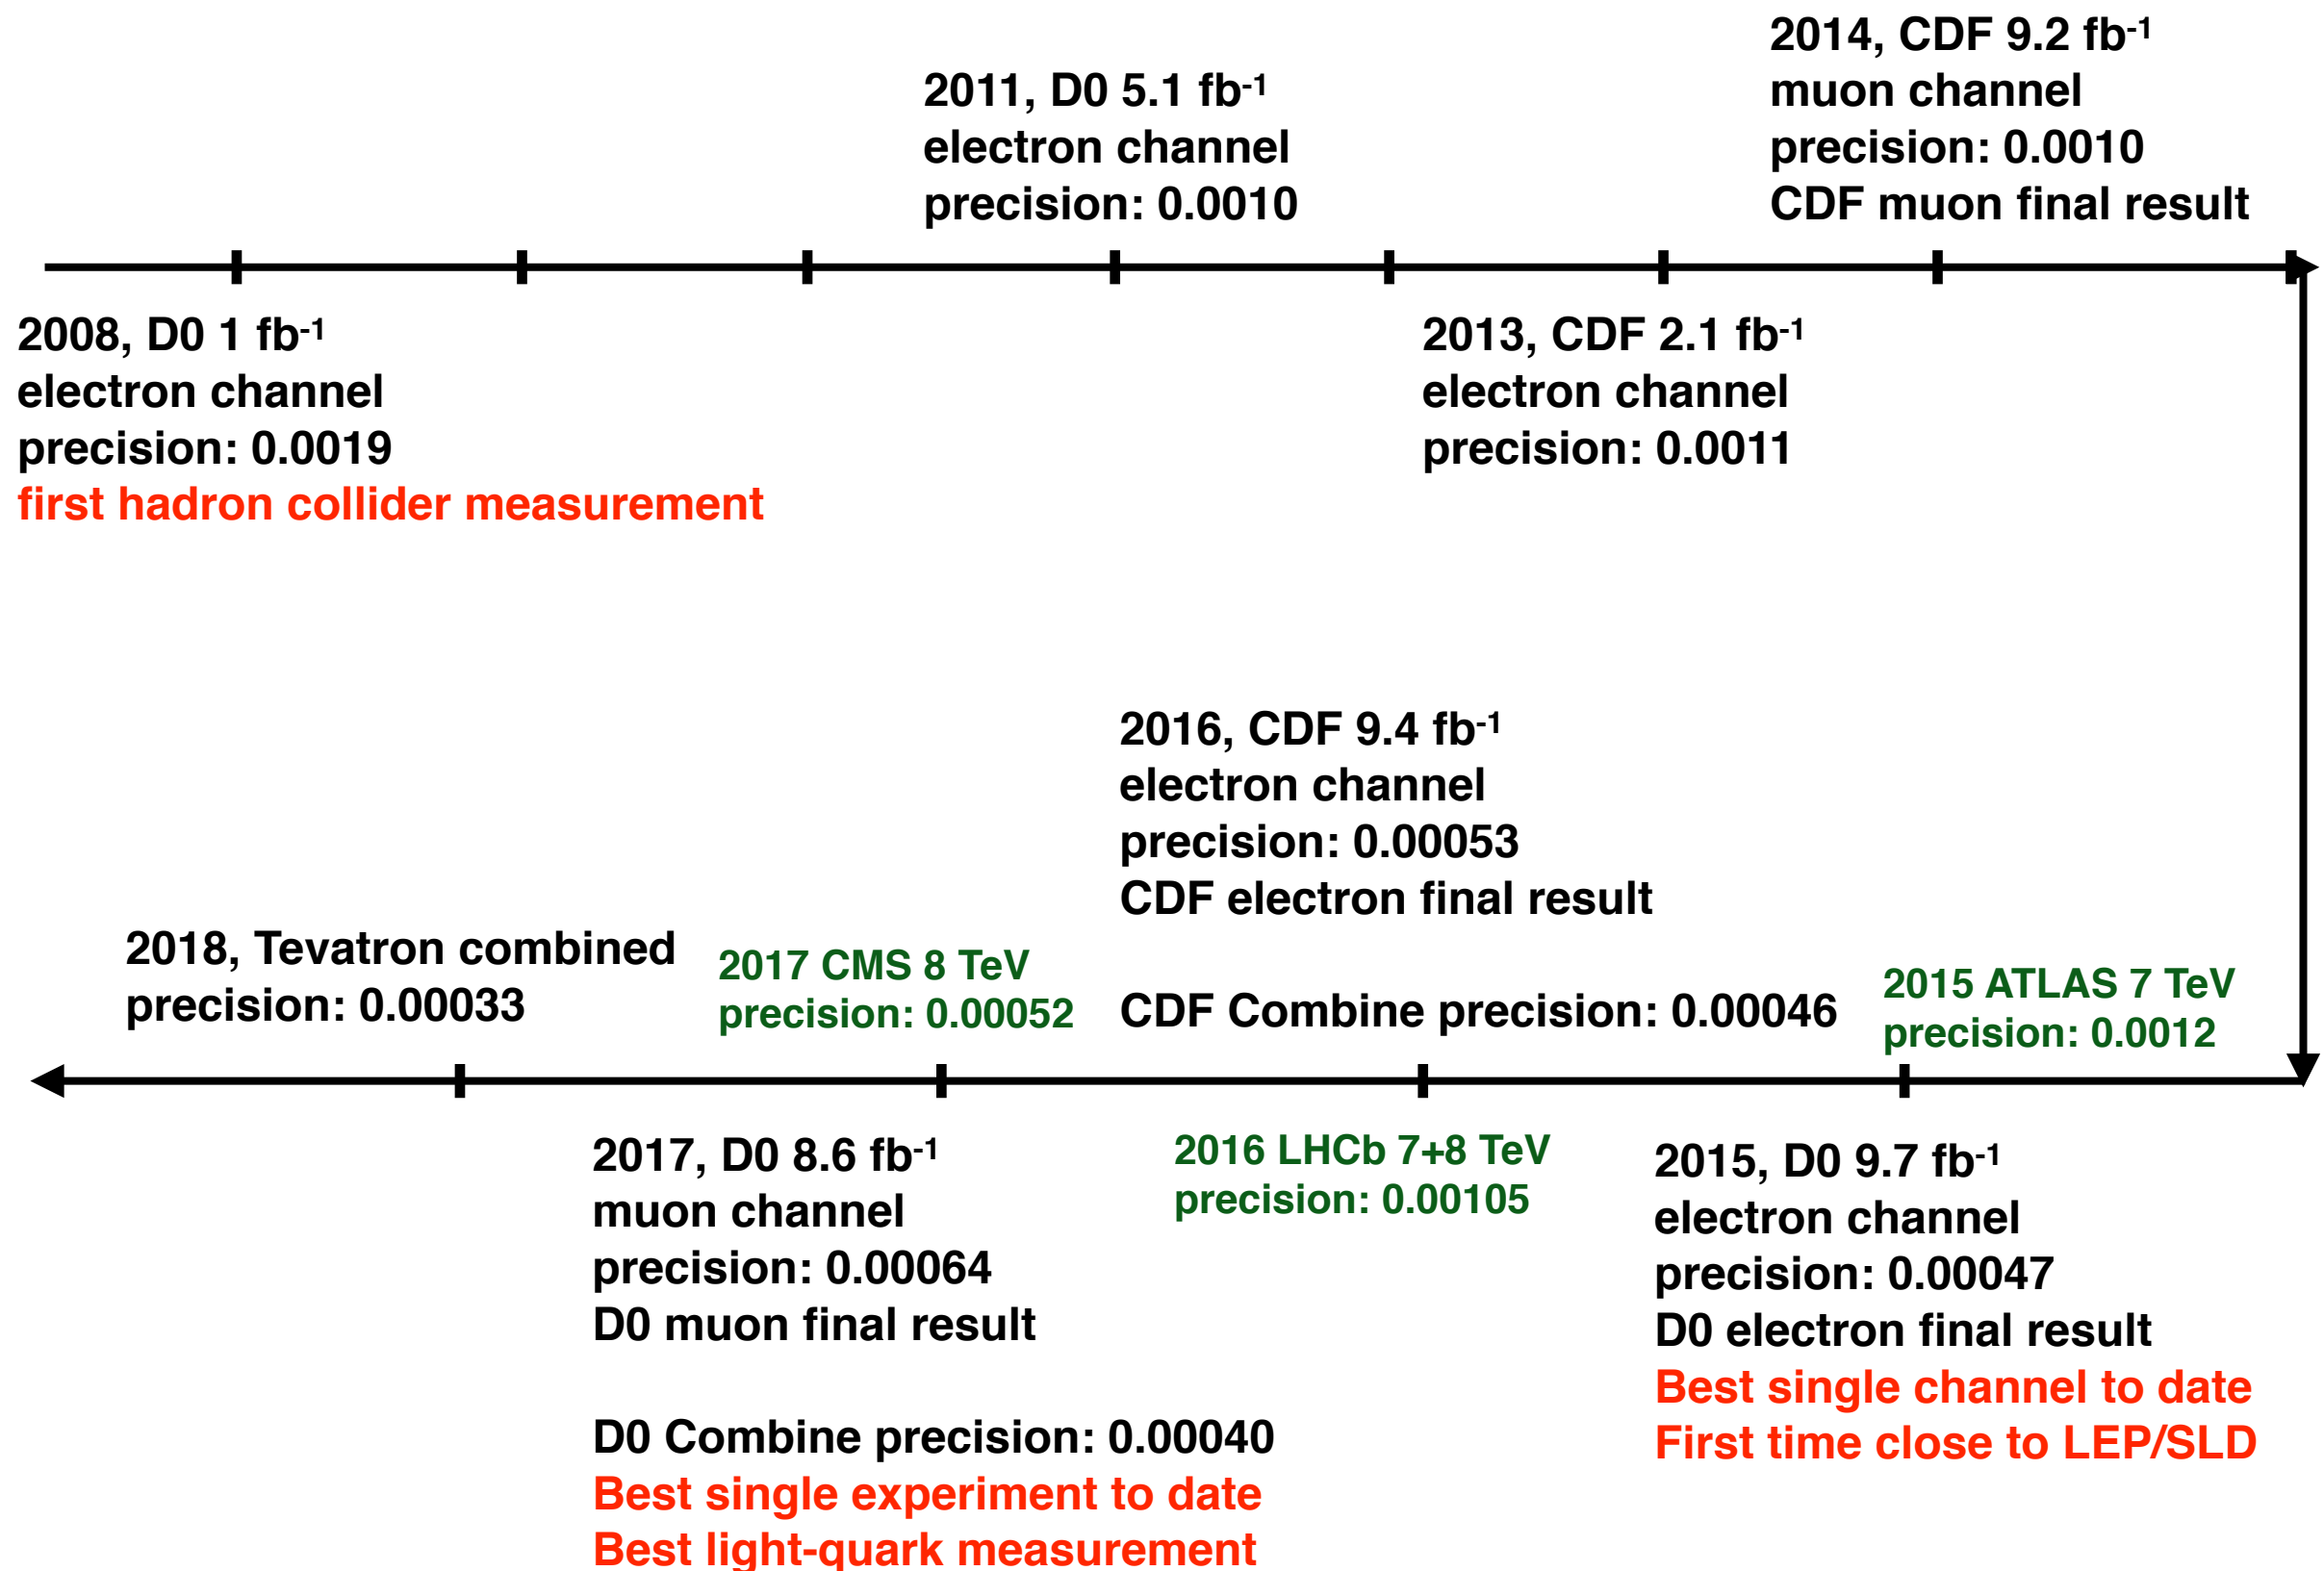 2008, D0 1 fb-1
electron channel
precision: 0.0019
first hadron collider measurement
2011, D0 5.1 fb-1
electron channel
precision: 0.0010
2013, CDF 2.1 fb-1
electron channel
precision: 0.0011
2014, CDF 9.2 fb-1
muon channel
precision: 0.0010
CDF muon final result
2015 ATLAS 7 TeV
precision: 0.0012
2015, D0 9.7 fb-1
electron channel
precision: 0.00047
D0 electron final result
Best single channel to date
First time close to LEP/SLD
2016, CDF 9.4 fb-1
electron channel
precision: 0.00053
CDF electron final result
CDF Combine precision: 0.00046
2016 LHCb 7+8 TeV
precision: 0.00105
2017 CMS 8 TeV
precision: 0.00052
2017, D0 8.6 fb-1
muon channel
precision: 0.00064
D0 muon final result
D0 Combine precision: 0.00040
Best single experiment to date
Best light-quark measurement
2018, Tevatron combined
precision: 0.00033